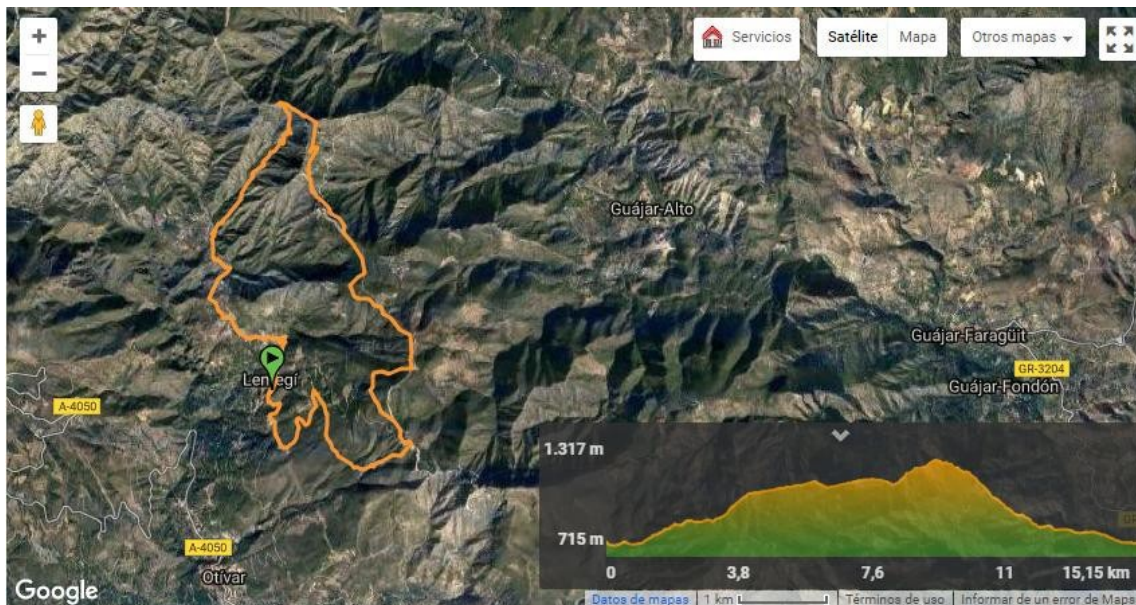 +
Servicios
Satélite
Mapa
Otros mapas
−
Guájar-Alto
Guájar-Faragüit
GR-3204
Guájar-Fondón
A-4050
A-4050
Otívar
1.317 m
715 m
0
3,8
7,6
11
15,15 km
Google
Datos de mapas
1 km
Términos de uso
Informar de un error de Maps